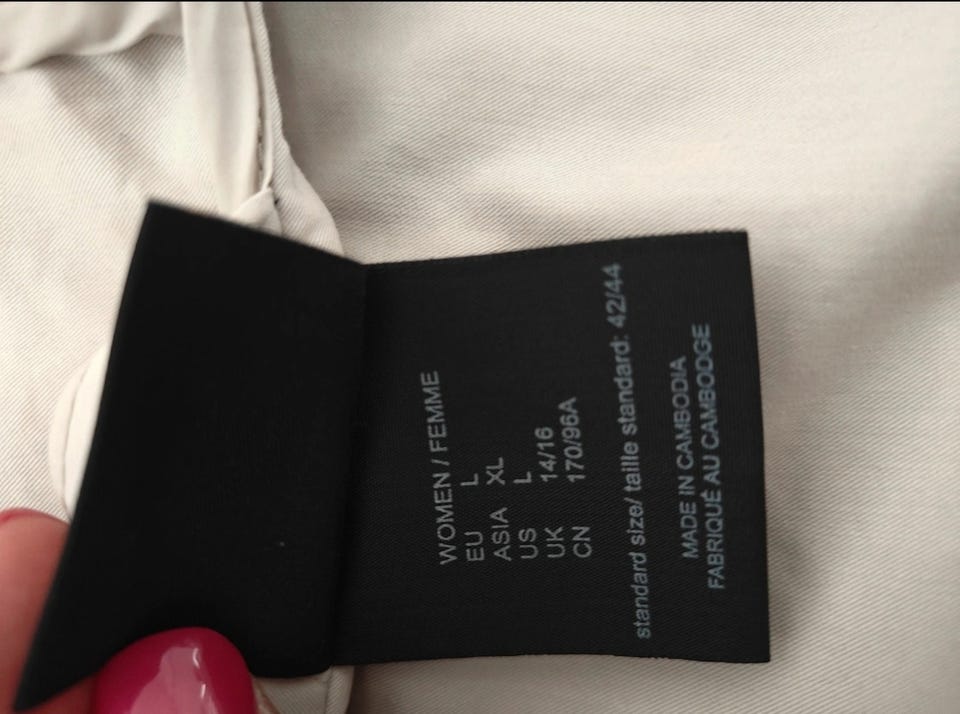 WOMEN / FEMME
EU L
ASIA XL
US L
UK 14/16
CN 170/96A
standard size/ taille standard: 42/44
MADE IN CAMBODIA
FABRIQUÉ AU CAMBODGE